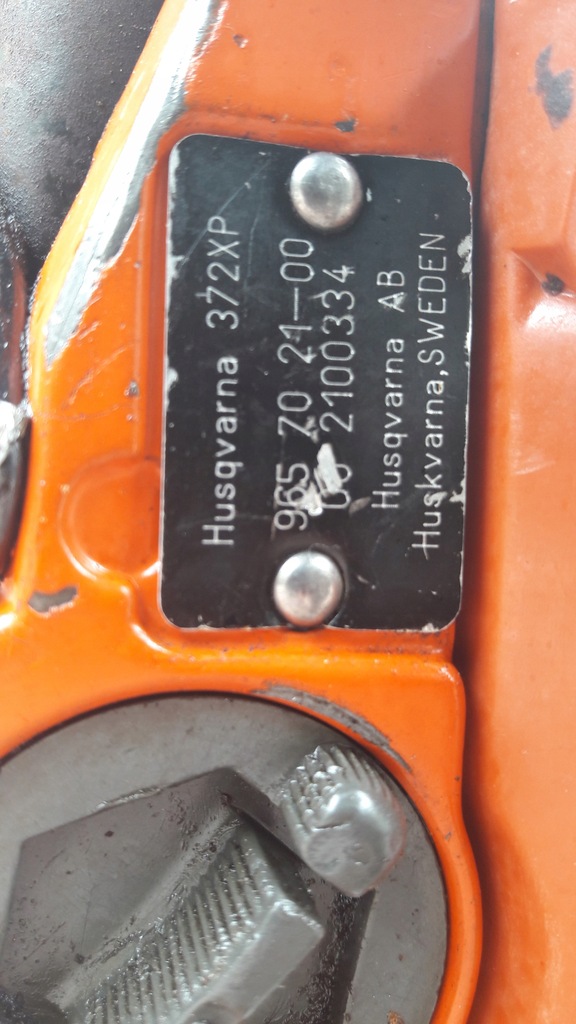 Husqvarna 372XP
965 70 21-00
2100334
Husqvarna AB
Huskvarna, SWEDEN